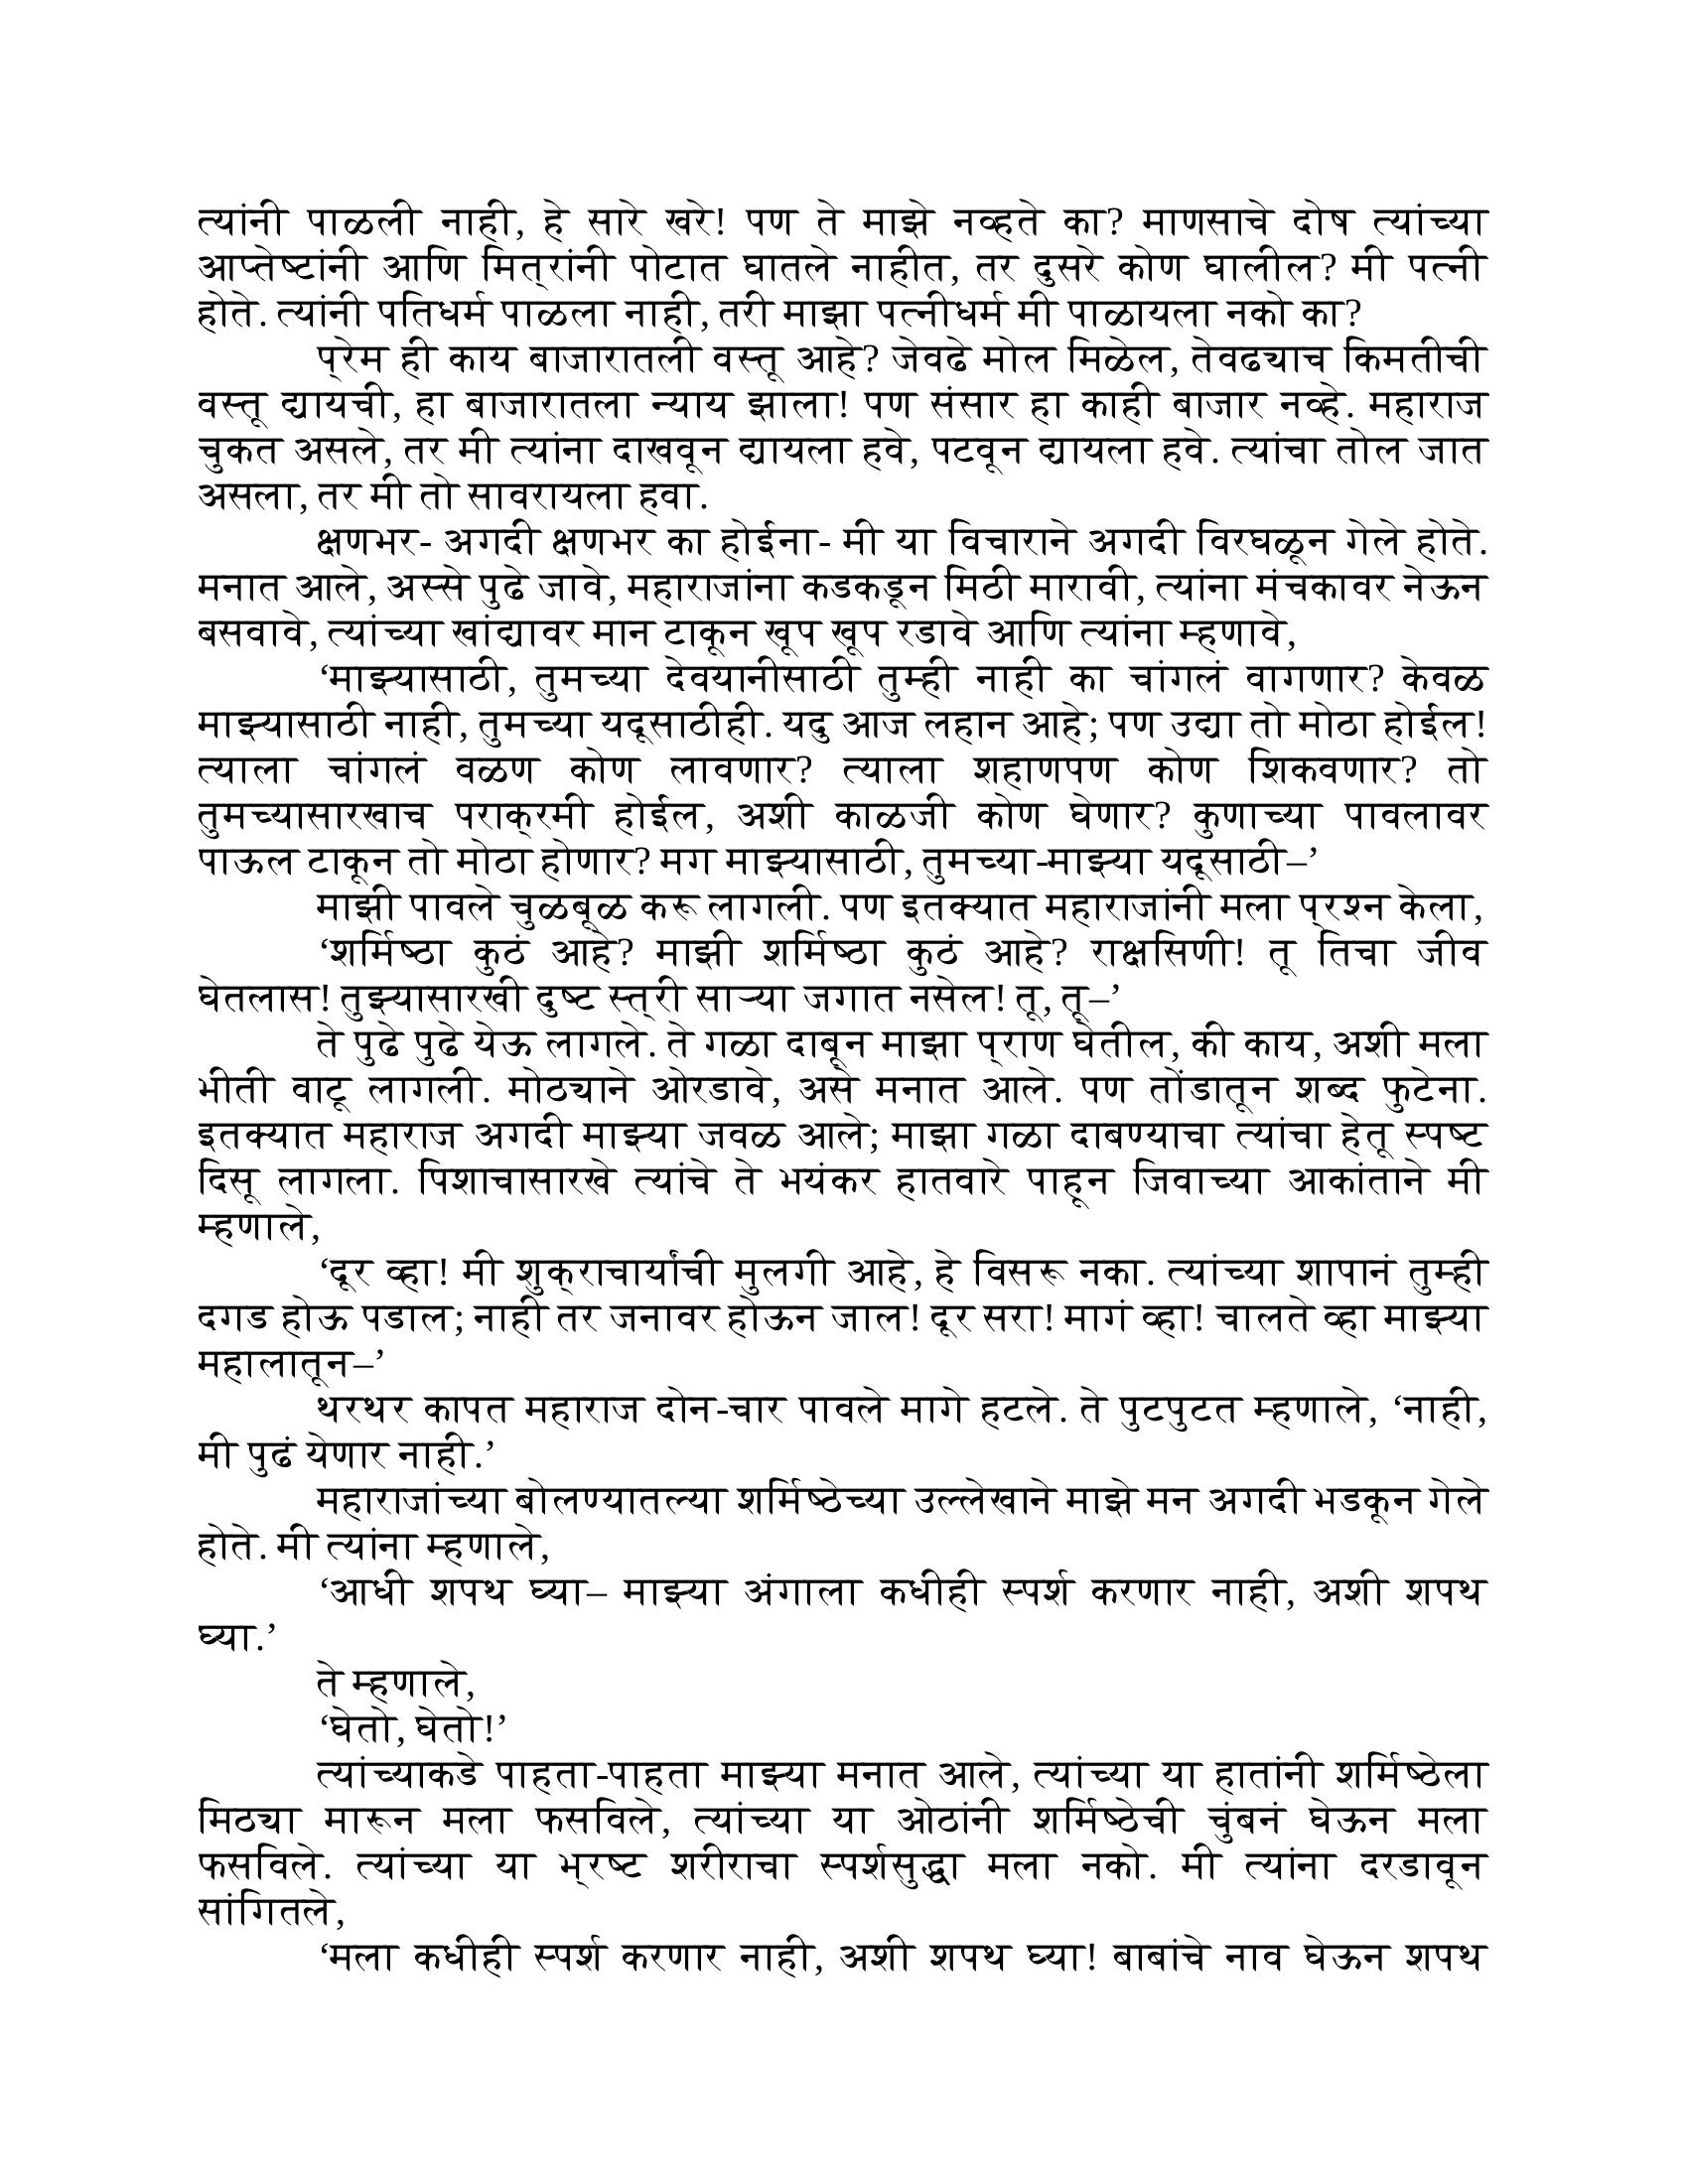 त्यांनी पाळली नाही, हे सारे खरे! पण ते माझे नव्हते का? माणसाचे दोष त्यांच्या
आप्तेष्टांनी आणि मित्रांनी पोटात घातले नाहीत, तर दुसरे कोण घालील? मी पत्नी
होते. त्यांनी पतिधर्म पाळला नाही, तरी माझा पत्नीधर्म मी पाळायला नको का?
प्रेम ही काय बाजारातली वस्तू आहे? जेवढे मोल मिळेल, तेवढ्याच किमतीची
वस्तू द्यायची, हा बाजारातला न्याय झाला! पण संसार हा काही बाजार नव्हे. महाराज
चुकत असले, तर मी त्यांना दाखवून द्यायला हवे, पटवून द्यायला हवे. त्यांचा तोल जात
असला, तर मी तो सावरायला हवा.
क्षणभर- अगदी क्षणभर का होईना- मी या विचाराने अगदी विरघळून गेले होते.
मनात आले, अस्से पुढे जावे, महाराजांना कडकडून मिठी मारावी, त्यांना मंचकावर नेऊन
बसवावे, त्यांच्या खांद्यावर मान टाकून खूप खूप रडावे आणि त्यांना म्हणावे,
‘माझ्यासाठी, तुमच्या देवयानीसाठी तुम्ही नाही का चांगलं वागणार? केवळ
माझ्यासाठी नाही, तुमच्या यदूसाठीही. यदु आज लहान आहे; पण उद्या तो मोठा होईल!
त्याला चांगलं वळण कोण लावणार? त्याला शहाणपण कोण शिकवणार? तो
तुमच्यासारखाच पराक्रमी होईल, अशी काळजी कोण घेणार? कुणाच्या पावलावर
पाऊल टाकून तो मोठा होणार? मग माझ्यासाठी, तुमच्या-माझ्या यदूसाठी–’
माझी पावले चुळबूळ करू लागली. पण इतक्यात महाराजांनी मला प्रश्न केला,
‘शर्मिष्ठा कुठं आहे? माझी शर्मिष्ठा कुठं आहे? राक्षसिणी! तू तिचा जीव
घेतलास! तुझ्यासारखी दुष्ट स्त्री साऱ्या जगात नसेल! तू, तू–’
ते पुढे पुढे येऊ लागले. ते गळा दाबून माझा प्राण घेतील, की काय, अशी मला
भीती वाटू लागली. मोठ्याने ओरडावे, असे मनात आले. पण तोंडातून शब्द फुटेना.
इतक्यात महाराज अगदी माझ्या जवळ आले; माझा गळा दाबण्याचा त्यांचा हेतू स्पष्ट
दिसू लागला. पिशाचासारखे त्यांचे ते भयंकर हातवारे पाहून जिवाच्या आकांताने मी
म्हणाले,
‘दूर व्हा! मी शुक्राचार्यांची मुलगी आहे, हे विसरू नका. त्यांच्या शापानं तुम्ही
दगड होऊ पडाल; नाही तर जनावर होऊन जाल! दूर सरा! मागं व्हा! चालते व्हा माझ्या
महालातून–’
थरथर कापत महाराज दोन-चार पावले मागे हटले. ते पुटपुटत म्हणाले, ‘नाही,
मी पुढं येणार नाही.’
महाराजांच्या बोलण्यातल्या शर्मिष्ठेच्या उल्लेखाने माझे मन अगदी भडकून गेले
होते. मी त्यांना म्हणाले,
‘आधी शपथ घ्या– माझ्या अंगाला कधीही स्पर्श करणार नाही, अशी शपथ
घ्या.’
ते म्हणाले,
‘घेतो, घेतो!’
त्यांच्याकडे पाहता-पाहता माझ्या मनात आले, त्यांच्या या हातांनी शर्मिष्ठेला
मिठ्या मारून मला फसविले, त्यांच्या या ओठांनी शर्मिष्ठेची चुंबनं घेऊन मला
फसविले. त्यांच्या या भ्रष्ट शरीराचा स्पर्शसुद्धा मला नको. मी त्यांना दरडावून
सांगितले,
‘मला कधीही स्पर्श करणार नाही, अशी शपथ घ्या! बाबांचे नाव घेऊन शपथ